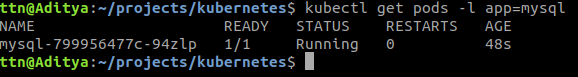 ttn@Aditya:~/projects/kubernetes$ kubectl get pods -l app=mysql
NAME                     READY   STATUS    RESTARTS   AGE
mysql-799956477c-94zlp   1/1     Running   0          48s
ttn@Aditya:~/projects/kubernetes$